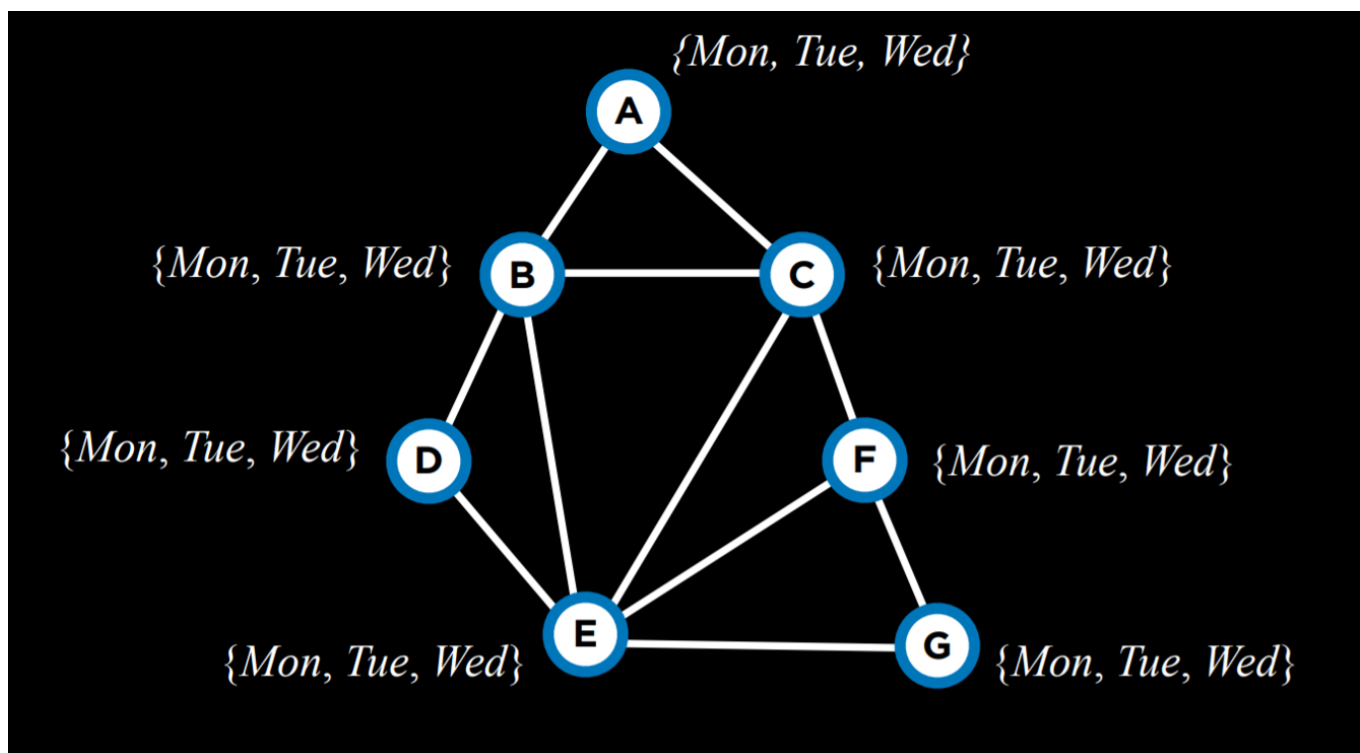 {Mon, Tue, Wed}
A
{Mon, Tue, Wed}
B
C
{Mon, Tue, Wed}
{Mon, Tue, Wed}
D
F
{Mon, Tue, Wed}
E
{Mon, Tue, Wed}
G
{Mon, Tue, Wed}